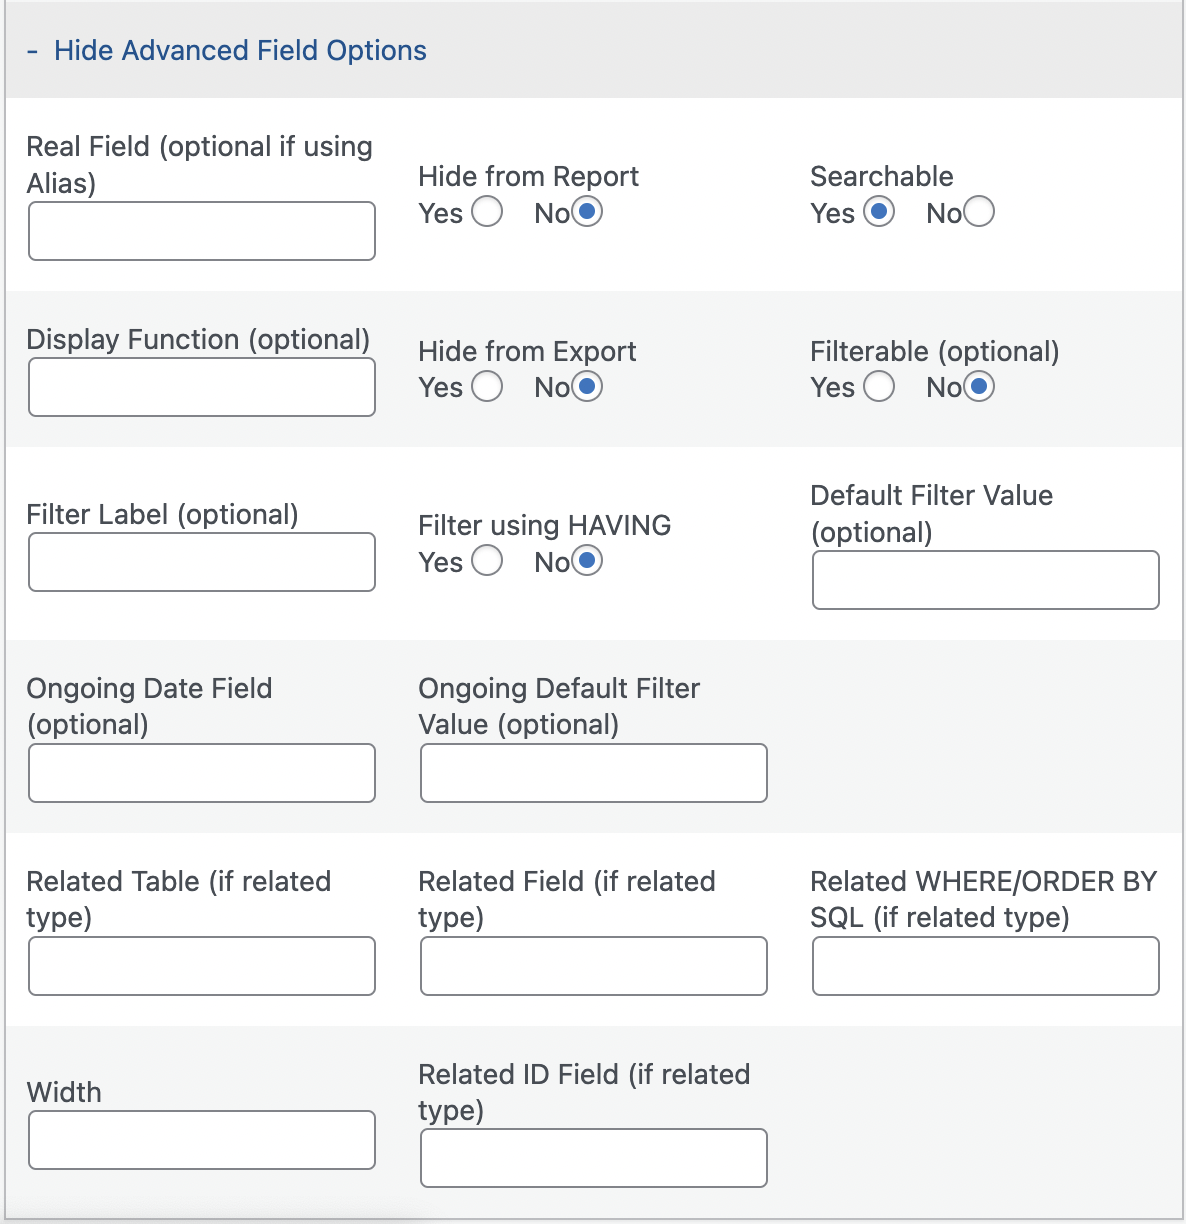 - Hide Advanced Field Options
Real Field (optional if using
Alias)
Hide from Report
Yes No
Searchable
Yes No
Display Function (optional)
Hide from Export
Yes No
Filterable (optional)
Yes No
Filter Label (optional)
Filter using HAVING
Yes No
Default Filter Value
(optional)
Ongoing Date Field
(optional)
Ongoing Default Filter
Value (optional)
Related Table (if related
type)
Related Field (if related
type)
Related WHERE/ORDER BY
SQL (if related type)
Width
Related ID Field (if related
type)